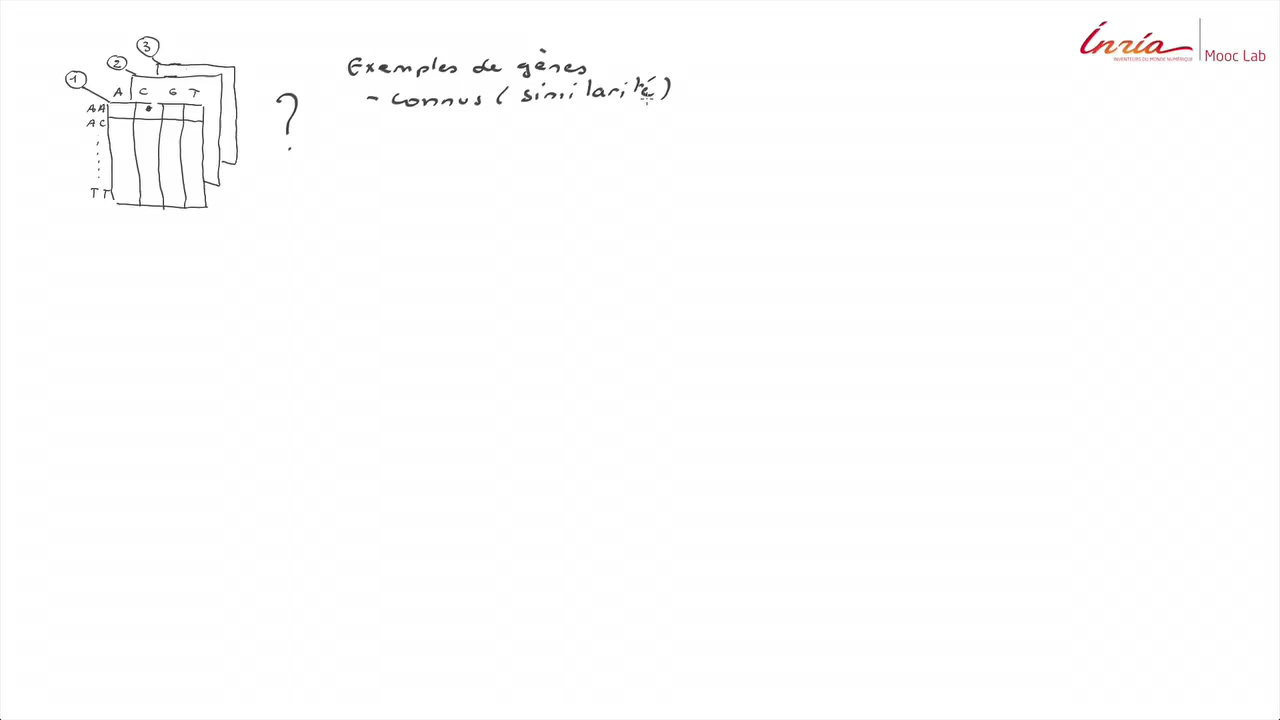 3
2
1
A C G T
AA
AC
TT
?
Exemples de gènes
- connus (similarité)
Inria
INVENTEURS DU MONDE NUMÉRIQUE
Mooc Lab